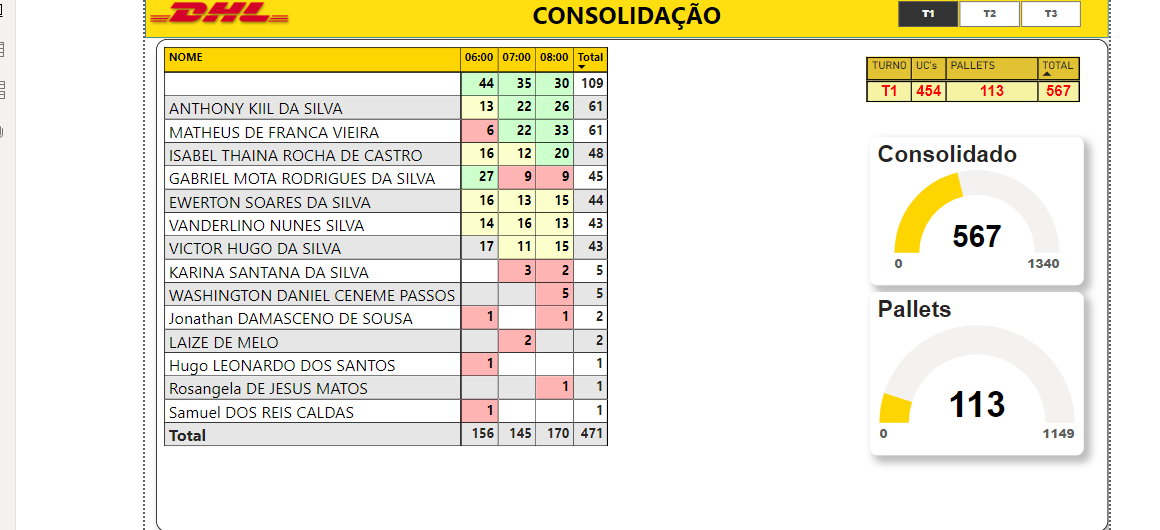 DHL CONSOLIDAÇÃO T1 T2 T3
NOME 06:00 07:00 08:00 Total
44 35 30 109
ANTHONY KIIL DA SILVA 13 22 26 61
MATHEUS DE FRANCA VIEIRA 6 22 33 61
ISABEL THAINA ROCHA DE CASTRO 16 12 20 48
GABRIEL MOTA RODRIGUES DA SILVA 27 9 9 45
EWERTON SOARES DA SILVA 16 13 15 44
VANDERLINO NUNES SILVA 14 16 13 43
VICTOR HUGO DA SILVA 17 11 15 43
KARINA SANTANA DA SILVA 3 2 5
WASHINGTON DANIEL CENEME PASSOS 5 5
Jonathan DAMASCENO DE SOUSA 1 1 2
LAIZE DE MELO 2 2
Hugo LEONARDO DOS SANTOS 1 1
Rosangela DE JESUS MATOS 1 1
Samuel DOS REIS CALDAS 1 1
Total 156 145 170 471
TURNO UC's PALLETS TOTAL
T1 454 113 567
Consolidado
567
0 1340
Pallets
113
0 1149